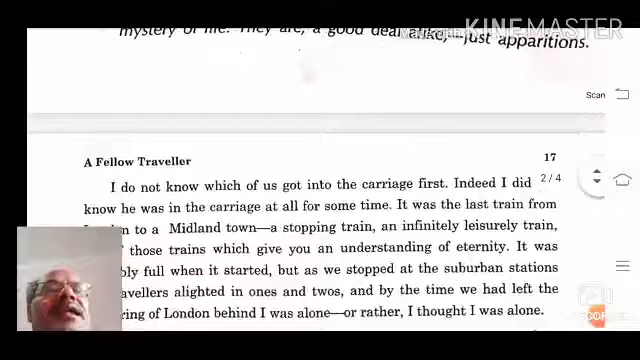 KINEMASTER
mystery of life. They are, a good deal alike,—just apparitions.
Scan
A Fellow Traveller 17
2/4
I do not know which of us got into the carriage first. Indeed I did
know he was in the carriage at all for some time. It was the last train from
to a Midland town—a stopping train, an infinitely leisurely train,
those trains which give you an understanding of eternity. It was
bly full when it started, but as we stopped at the suburban stations
avellers alighted in ones and twos, and by the time we had left the
ring of London behind I was alone—or rather, I thought I was alone.